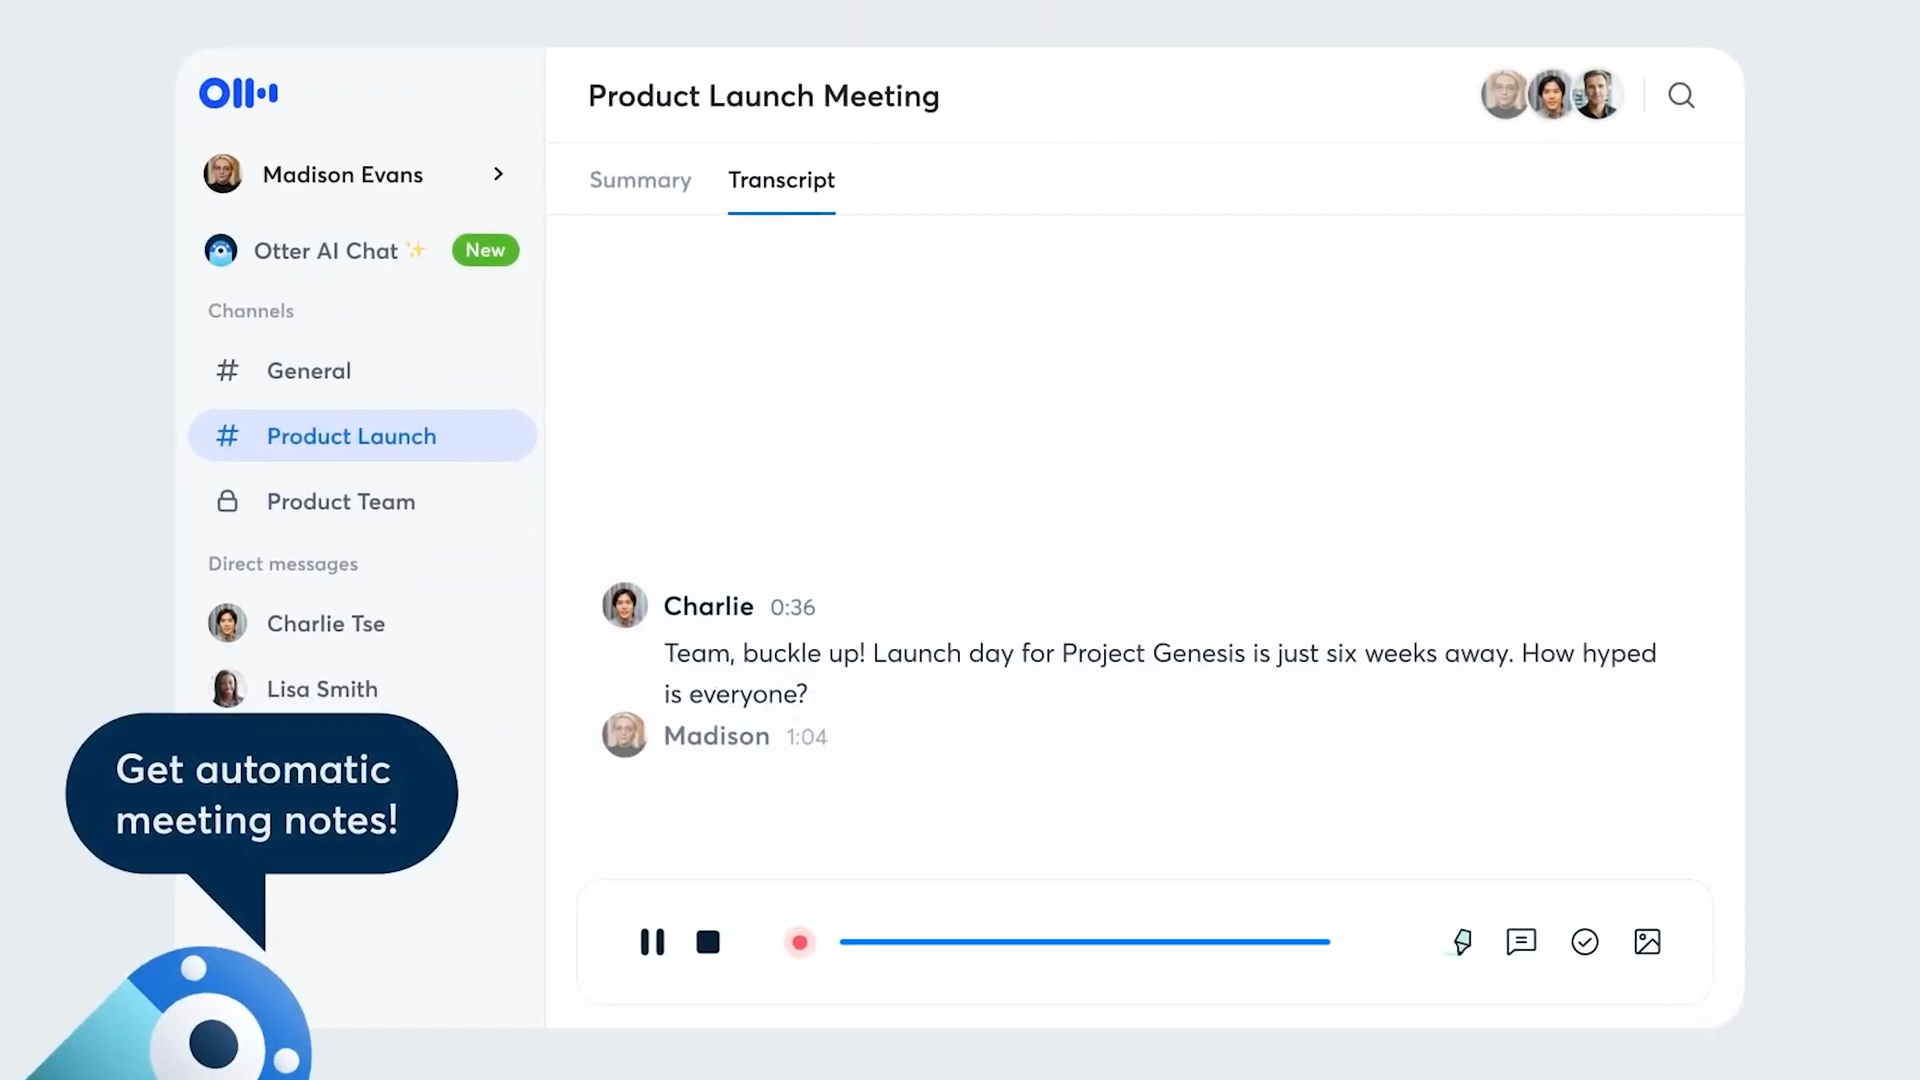 Product Launch Meeting
Madison Evans
Summary Transcript
Otter AI Chat New
Channels
# General
# Product Launch
Product Team
Direct messages
Charlie Tse
Lisa Smith
Charlie 0:36
Team, buckle up! Launch day for Project Genesis is just six weeks away. How hyped
is everyone?
Madison 1:04
Get automatic
meeting notes!